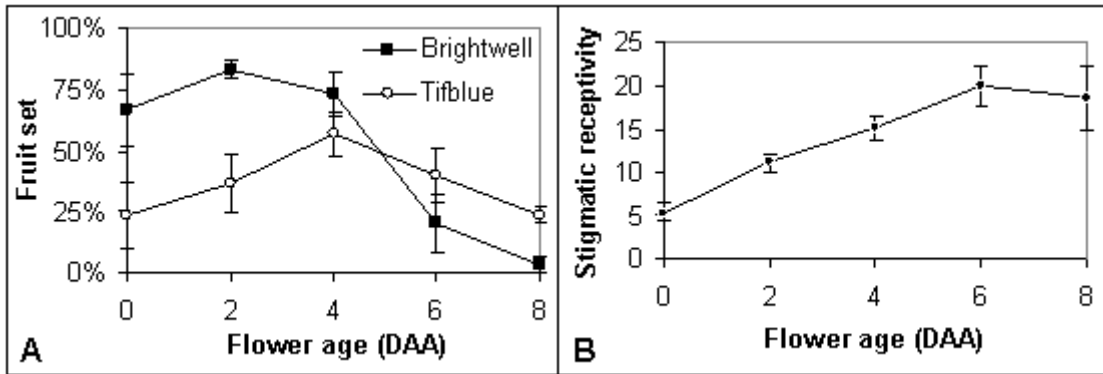 100%
75%
50%
25%
0%
Fruit set
Brightwell
Tifblue
0 2 4 6 8
Flower age (DAA)
A
25
20
15
10
5
0
Stigmatic receptivity
0 2 4 6 8
Flower age (DAA)
B